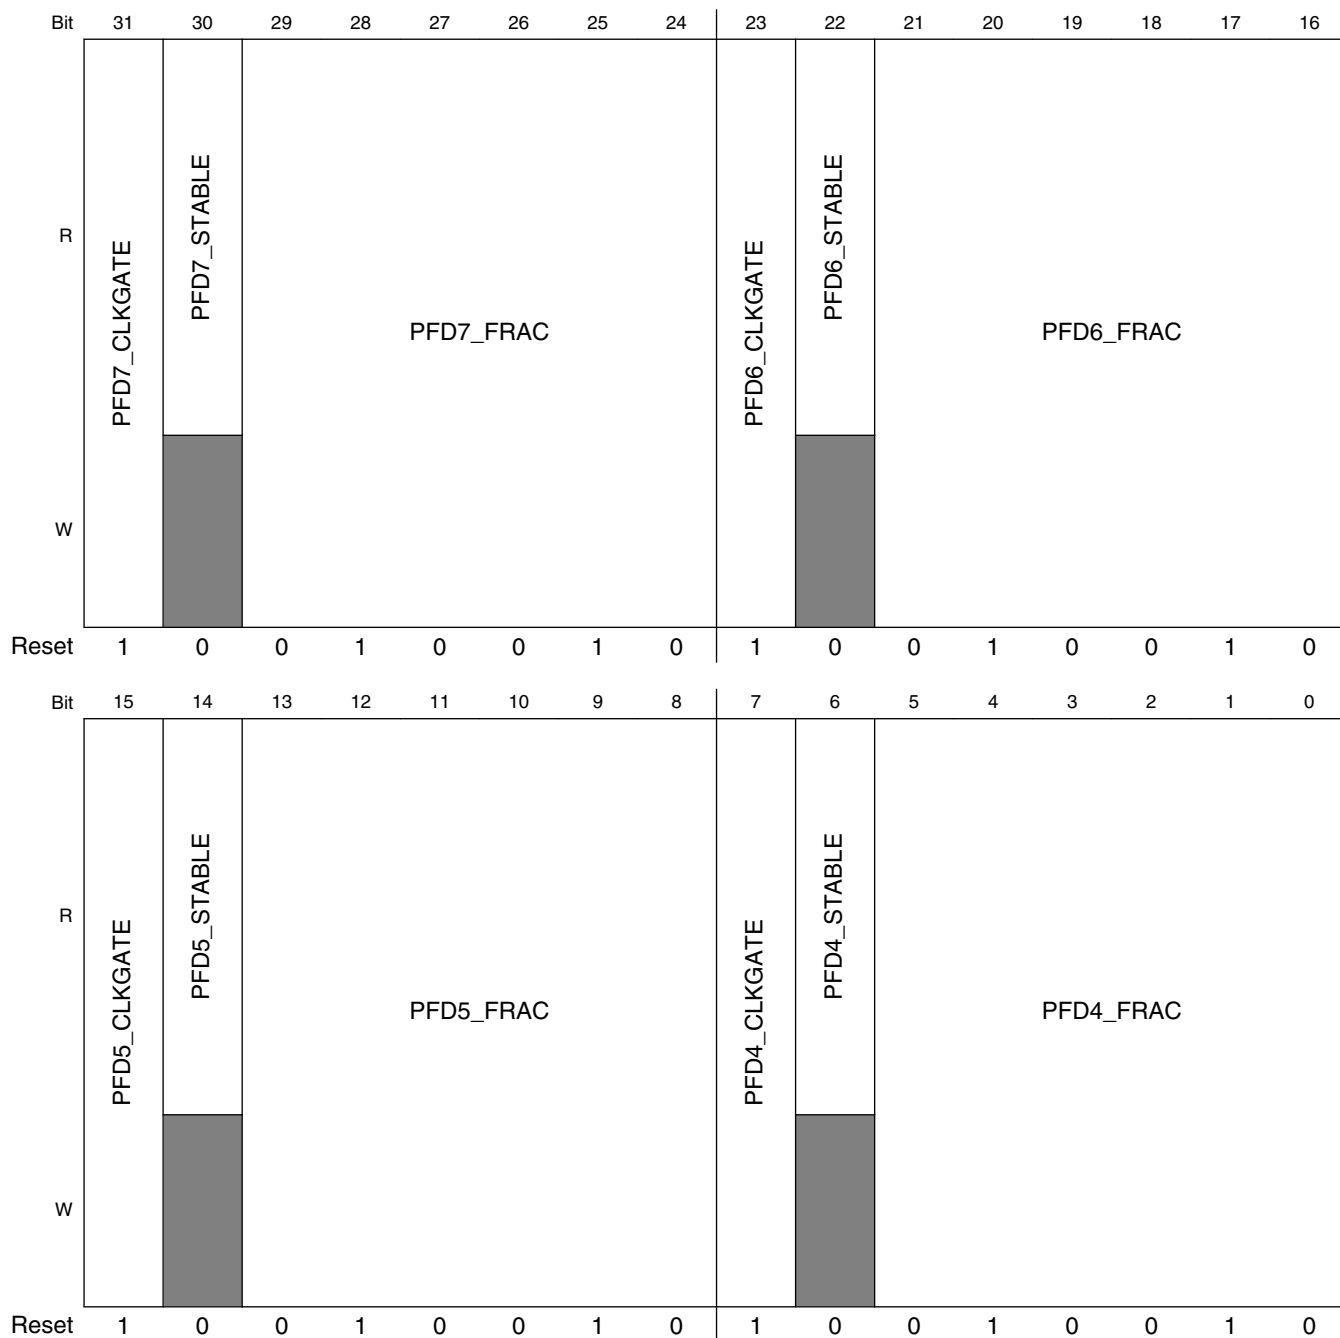 Bit 31 30 29 28 27 26 25 24 23 22 21 20 19 18 17 16
R
PFD7_CLKGATE
PFD7_STABLE
PFD7_FRAC
PFD6_CLKGATE
PFD6_STABLE
PFD6_FRAC
W
Reset 1 0 0 1 0 0 1 0 1 0 0 1 0 0 1 0
Bit 15 14 13 12 11 10 9 8 7 6 5 4 3 2 1 0
R
PFD5_CLKGATE
PFD5_STABLE
PFD5_FRAC
PFD4_CLKGATE
PFD4_STABLE
PFD4_FRAC
W
Reset 1 0 0 1 0 0 1 0 1 0 0 1 0 0 1 0